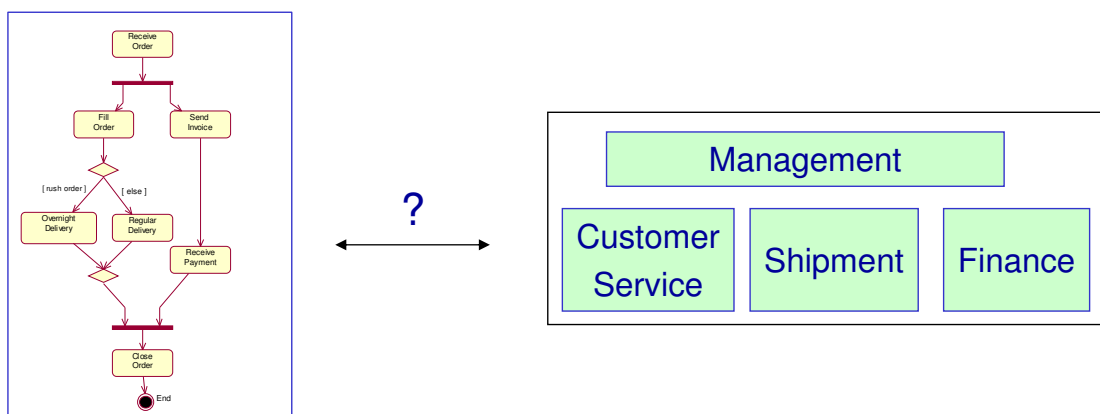 Receive
Order
Fill
Order
Send
Invoice
[ rush order ]
[ else ]
Overnight
Delivery
Regular
Delivery
Receive
Payment
Close
Order
End
?
Management
Customer
Service
Shipment
Finance